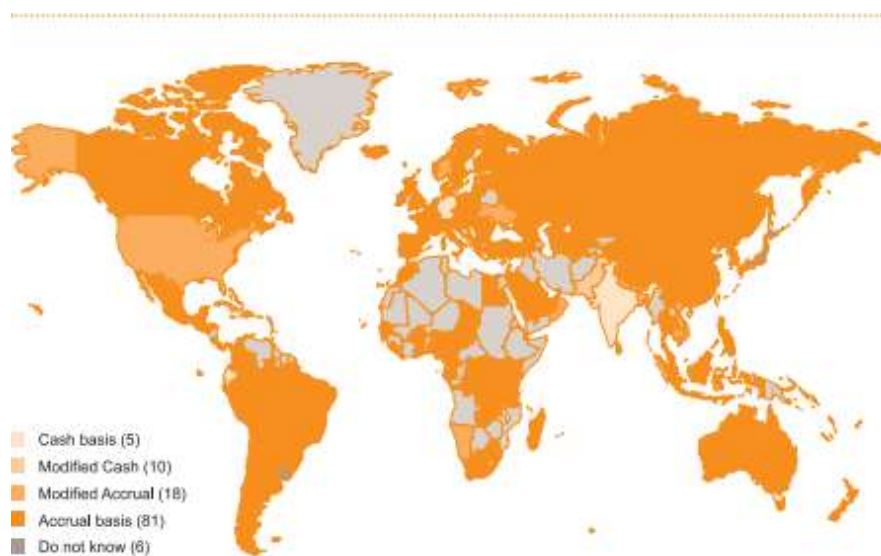 Cash basis (5)
Modified Cash (10)
Modified Accrual (18)
Accrual basis (81)
Do not know (6)